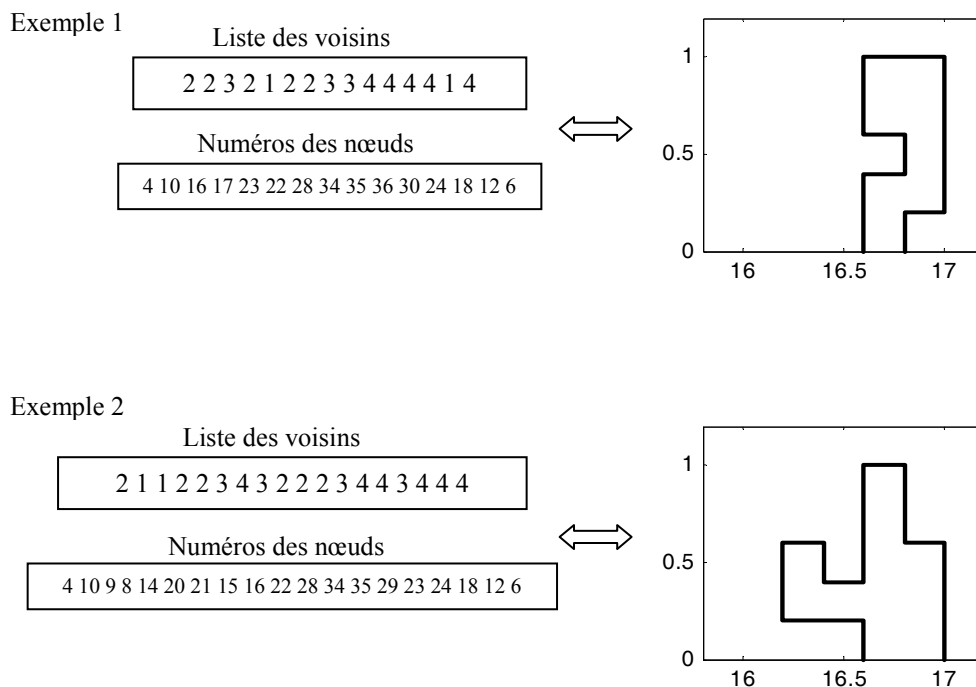 Exemple 1
Liste des voisins
2 2 3 2 1 2 2 3 3 4 4 4 4 1 4
Numéros des nœuds
4 10 16 17 23 22 28 34 35 36 30 24 18 12 6
1
0.5
0
16 16.5 17
Exemple 2
Liste des voisins
2 1 1 2 2 3 4 3 2 2 2 3 4 4 3 4 4 4
Numéros des nœuds
4 10 9 8 14 20 21 15 16 22 28 34 35 29 23 24 18 12 6
1
0.5
0
16 16.5 17